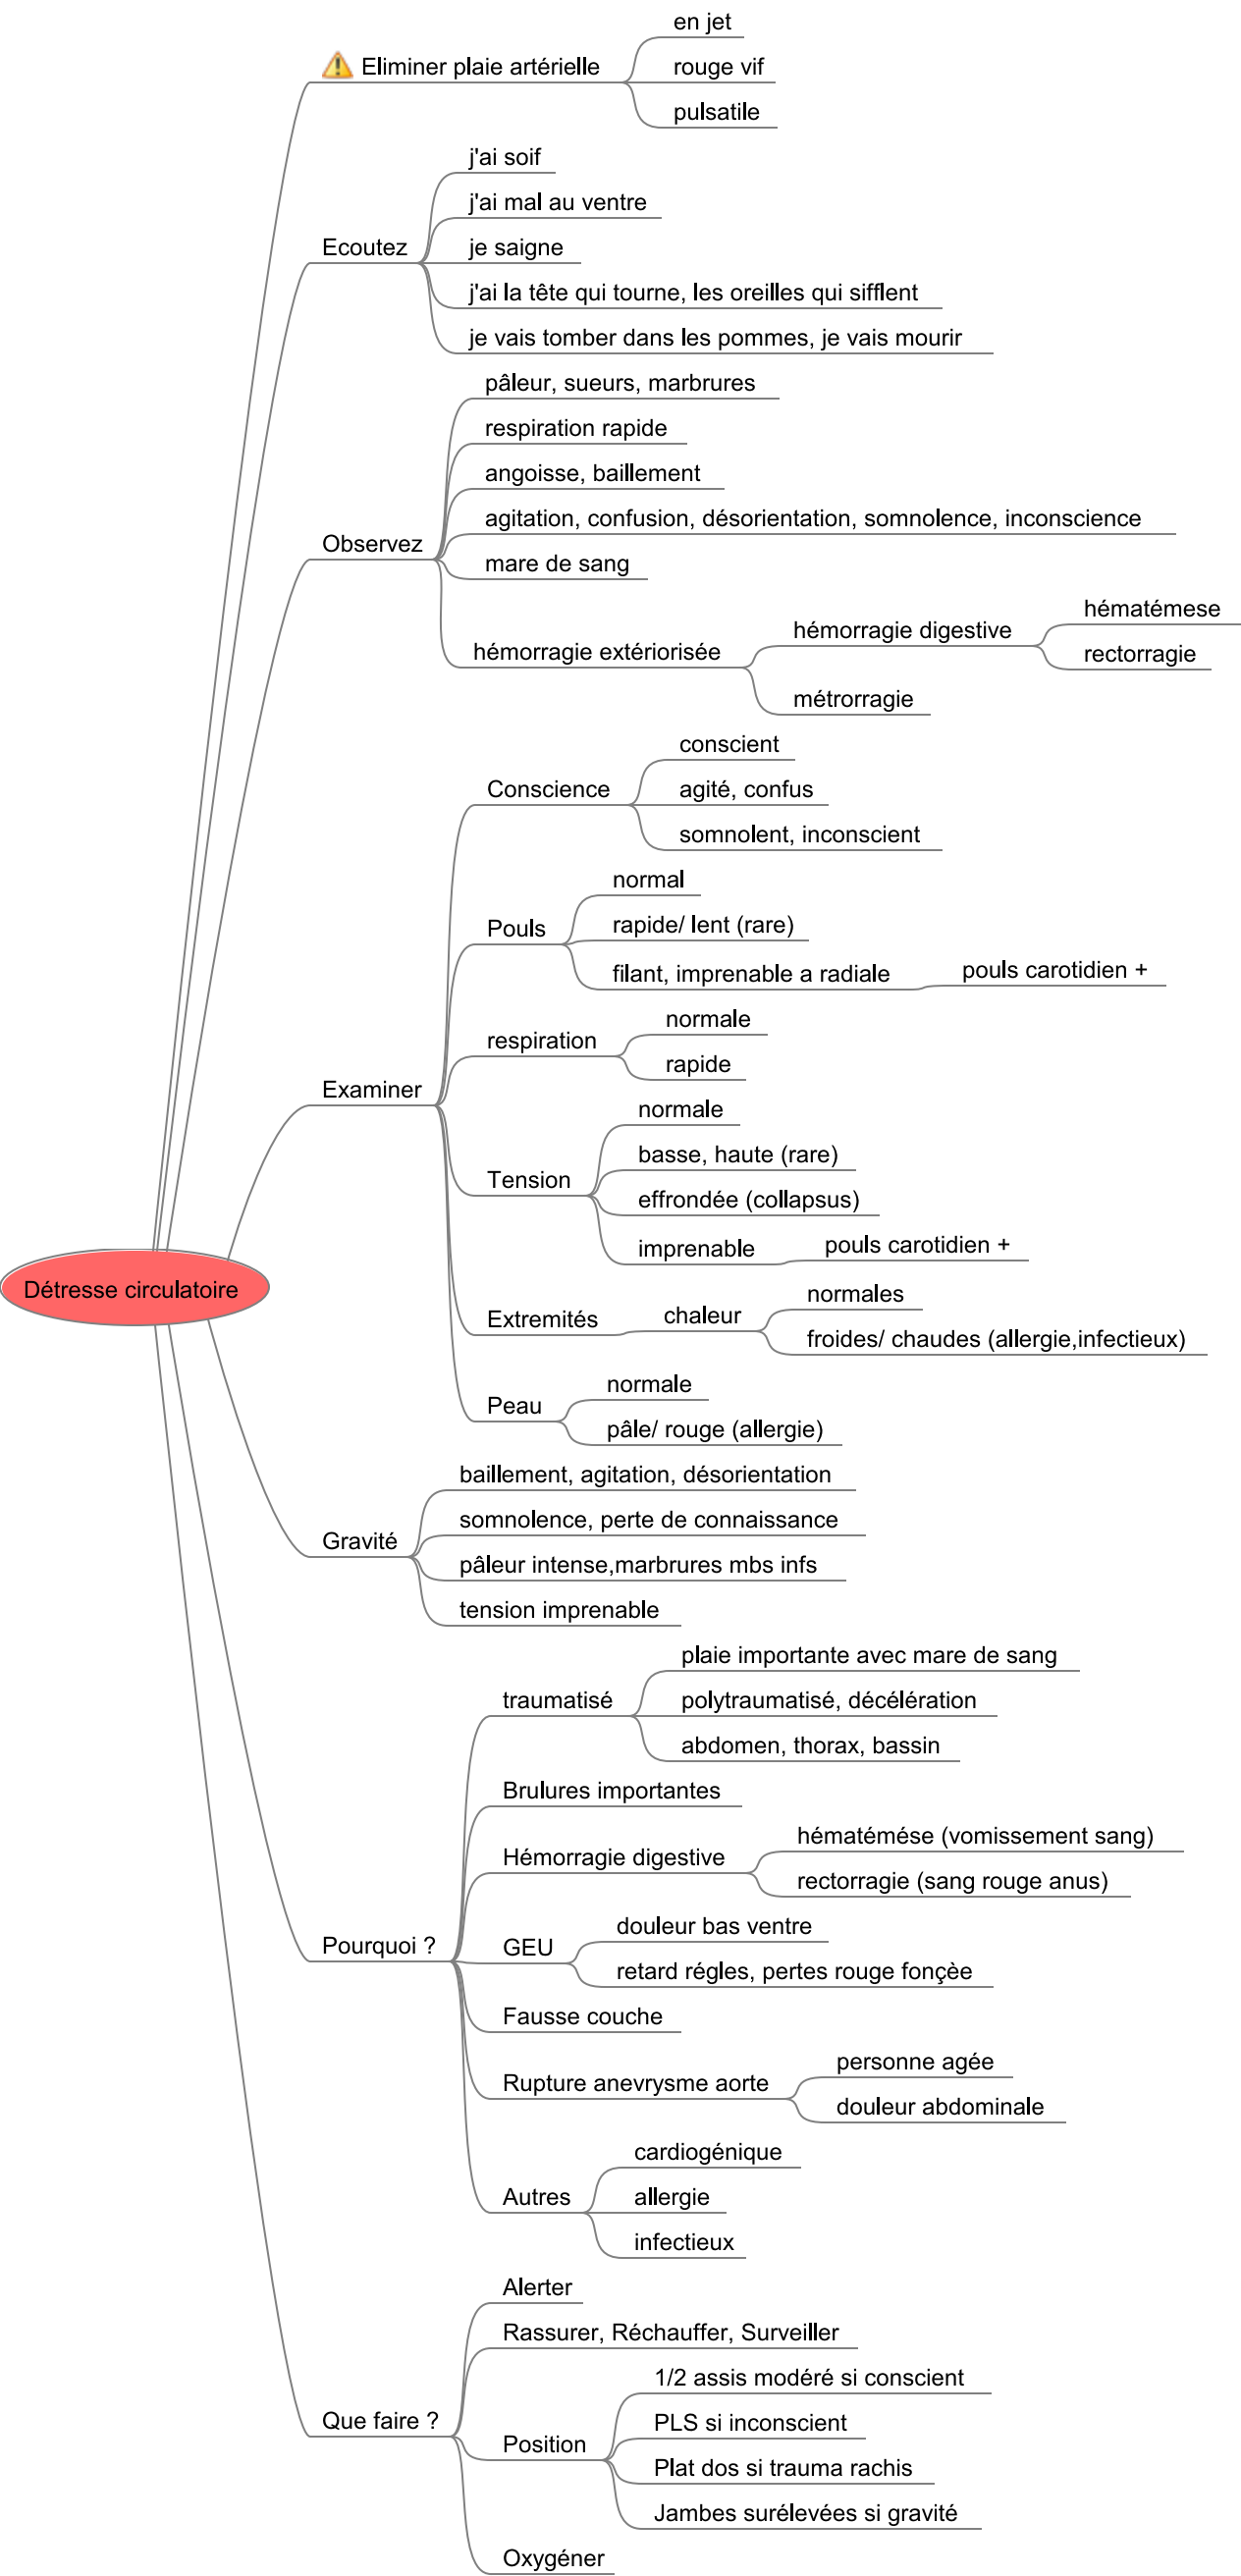 en jet
Eliminer plaie artérielle
rouge vif
pulsatile
j'ai soif
j'ai mal au ventre
Ecoutez
je saigne
j'ai la tête qui tourne, les oreilles qui sifflent
je vais tomber dans les pommes, je vais mourir
pâleur, sueurs, marbrures
respiration rapide
angoisse, baillement
agitation, confusion, désorientation, somnolence, inconscience
Observez
mare de sang
hémorragie extériorisée
hémorragie digestive
hématémese
rectorragie
métrorragie
Examiner
Conscience
conscient
agité, confus
somnolent, inconscient
Pouls
normal
rapide/ lent (rare)
filant, imprenable a radiale
pouls carotidien +
respiration
normale
rapide
Tension
normale
basse, haute (rare)
effrondée (collapsus)
imprenable
pouls carotidien +
Extremités
chaleur
normales
froides/ chaudes (allergie,infectieux)
Peau
normale
pâle/ rouge (allergie)
Détresse circulatoire
Gravité
baillement, agitation, désorientation
somnolence, perte de connaissance
pâleur intense,marbrures mbs infs
tension imprenable
Pourquoi ?
traumatisé
plaie importante avec mare de sang
polytraumatisé, décélération
abdomen, thorax, bassin
Brulures importantes
Hémorragie digestive
hématémése (vomissement sang)
rectorragie (sang rouge anus)
GEU
douleur bas ventre
retard régles, pertes rouge fonçèe
Fausse couche
Rupture anevrysme aorte
personne agée
douleur abdominale
Autres
cardiogénique
allergie
infectieux
Que faire ?
Alerter
Rassurer, Réchauffer, Surveiller
Position
1/2 assis modéré si conscient
PLS si inconscient
Plat dos si trauma rachis
Jambes surélevées si gravité
Oxygéner